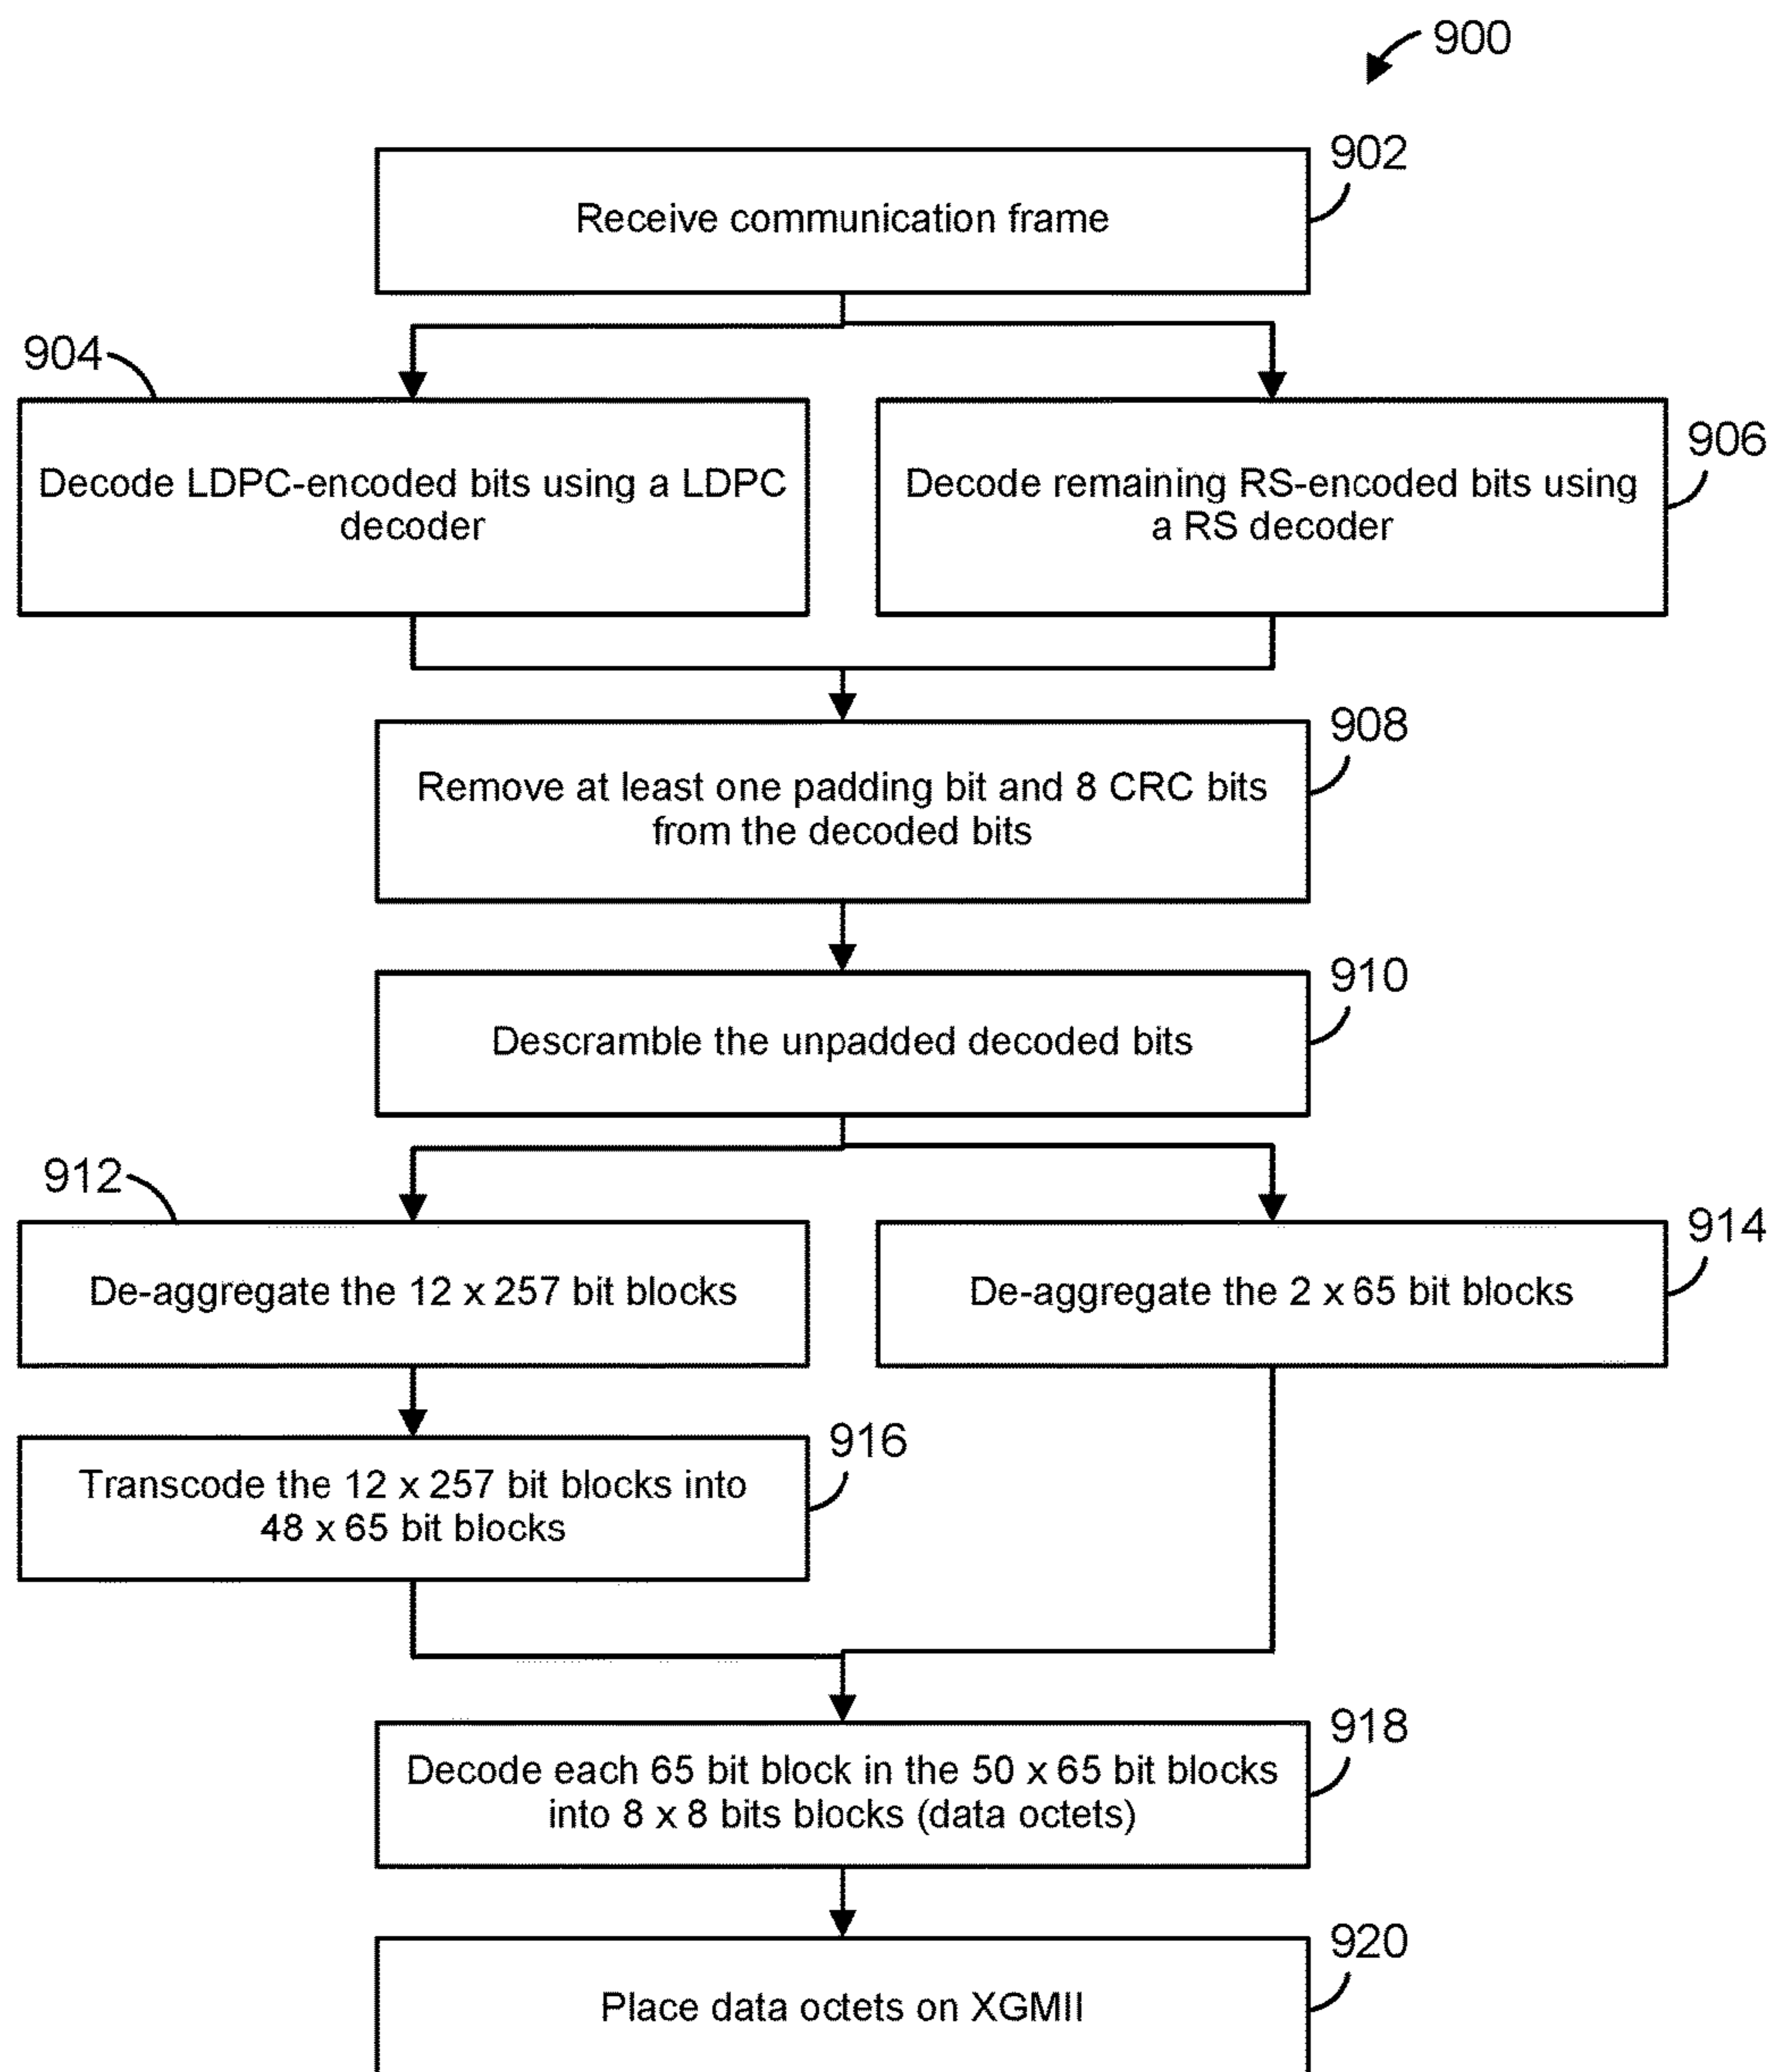 900
902
Receive communication frame
904
Decode LDPC-encoded bits using a LDPC
decoder
906
Decode remaining RS-encoded bits using
a RS decoder
908
Remove at least one padding bit and 8 CRC bits
from the decoded bits
910
Descramble the unpadded decoded bits
912
De-aggregate the 12 x 257 bit blocks
914
De-aggregate the 2 x 65 bit blocks
916
Transcode the 12 x 257 bit blocks into
48 x 65 bit blocks
918
Decode each 65 bit block in the 50 x 65 bit blocks
into 8 x 8 bits blocks (data octets)
920
Place data octets on XGMII